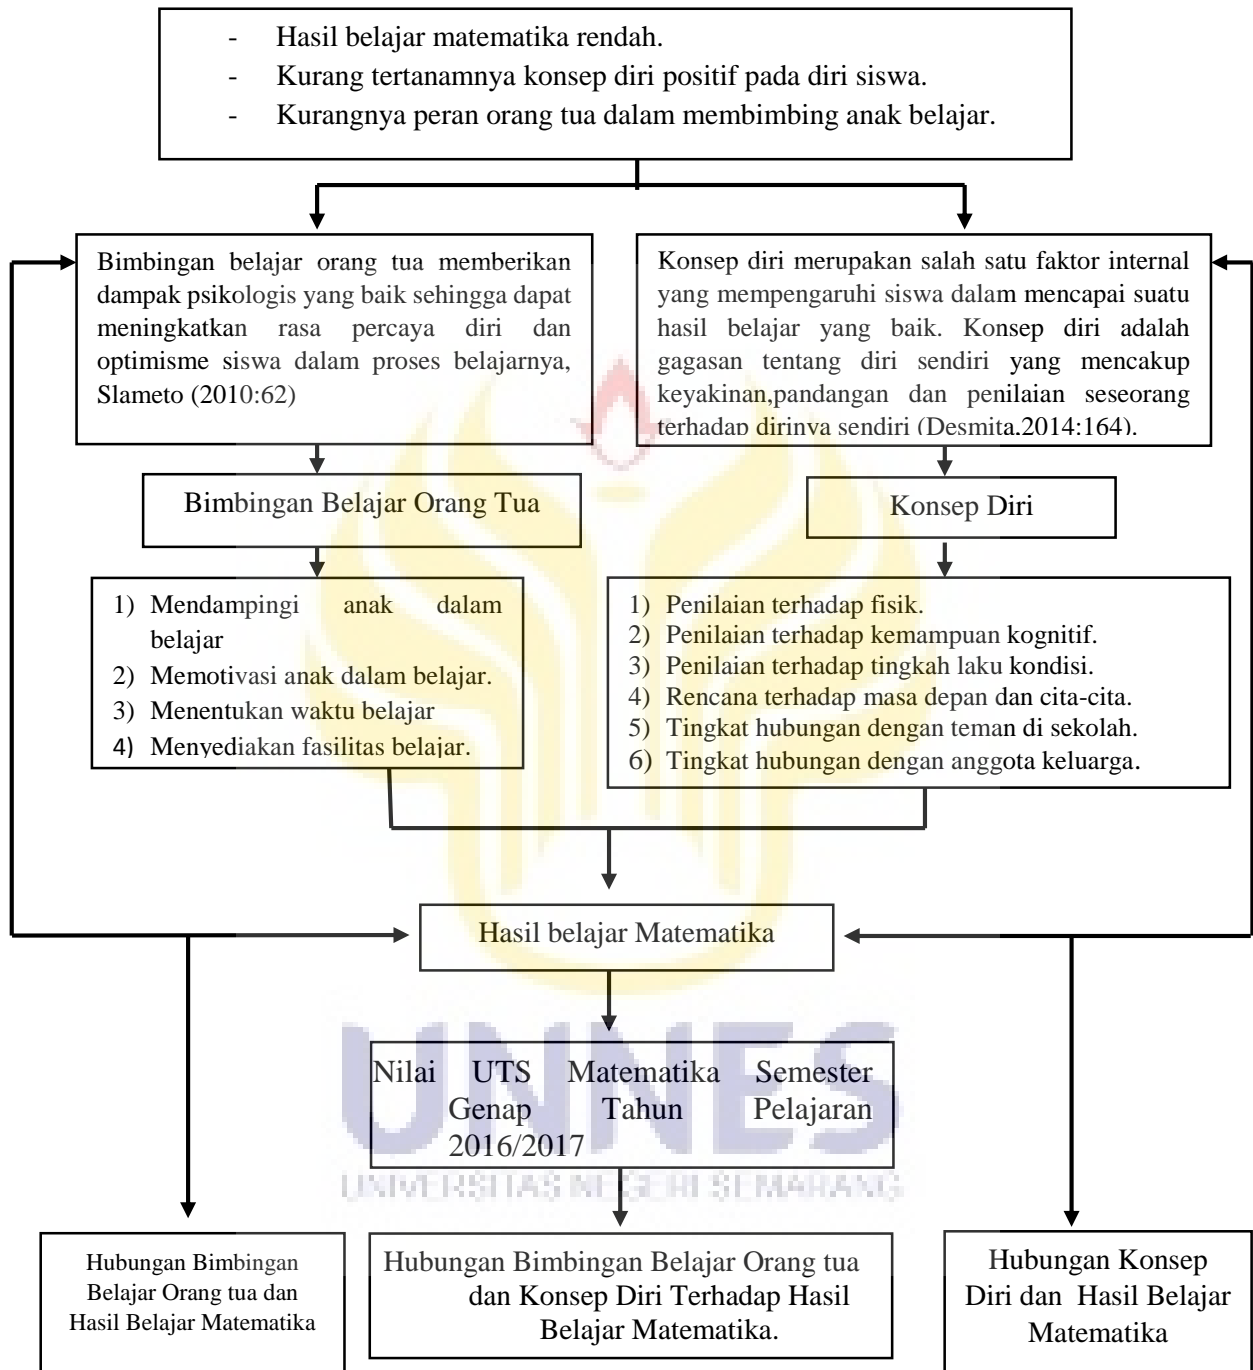 - Hasil belajar matematika rendah.
- Kurang tertanamnya konsep diri positif pada diri siswa.
- Kurangnya peran orang tua dalam membimbing anak belajar.
Bimbingan belajar orang tua memberikan
dampak psikologis yang baik sehingga dapat
meningkatkan rasa percaya diri dan
optimisme siswa dalam proses belajarnya,
Slameto (2010:62)
Konsep diri merupakan salah satu faktor internal
yang mempengaruhi siswa dalam mencapai suatu
hasil belajar yang baik. Konsep diri adalah
gagasan tentang diri sendiri yang mencakup
keyakinan,pandangan dan penilaian seseorang
terhadap dirinya sendiri (Desmita,2014:164).
Bimbingan Belajar Orang Tua
Konsep Diri
1) Mendampingi anak dalam
belajar
2) Memotivasi anak dalam belajar.
3) Menentukan waktu belajar
4) Menyediakan fasilitas belajar.
1) Penilaian terhadap fisik.
2) Penilaian terhadap kemampuan kognitif.
3) Penilaian terhadap tingkah laku kondisi.
4) Rencana terhadap masa depan dan cita-cita.
5) Tingkat hubungan dengan teman di sekolah.
6) Tingkat hubungan dengan anggota keluarga.
Hasil belajar Matematika
Nilai UTS Matematika Semester
Genap Tahun Pelajaran
2016/2017
UNNES
UNIVERSITAS NEGERI SEMARANG
Hubungan Bimbingan
Belajar Orang tua dan
Hasil Belajar Matematika
Hubungan Bimbingan Belajar Orang tua
dan Konsep Diri Terhadap Hasil
Belajar Matematika.
Hubungan Konsep
Diri dan Hasil Belajar
Matematika